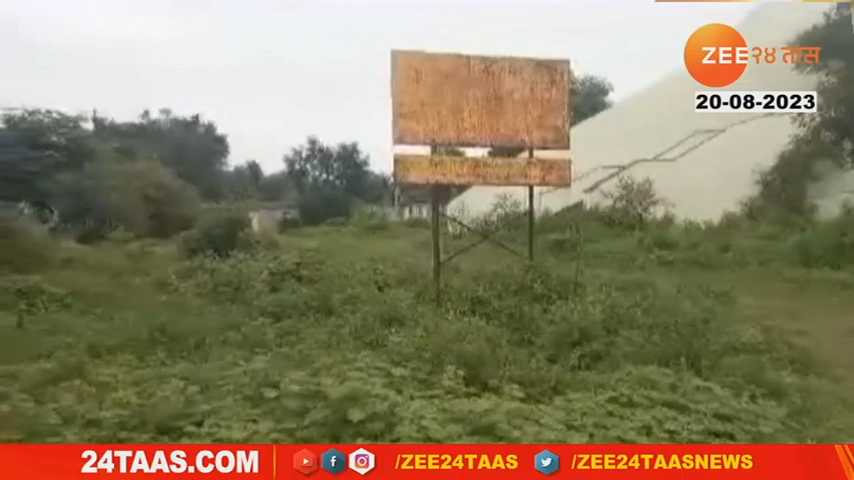 ZEE २४ तास
20-08-2023
24TAAS.COM
/ZEE24TAAS
/ZEE24TAASNEWS